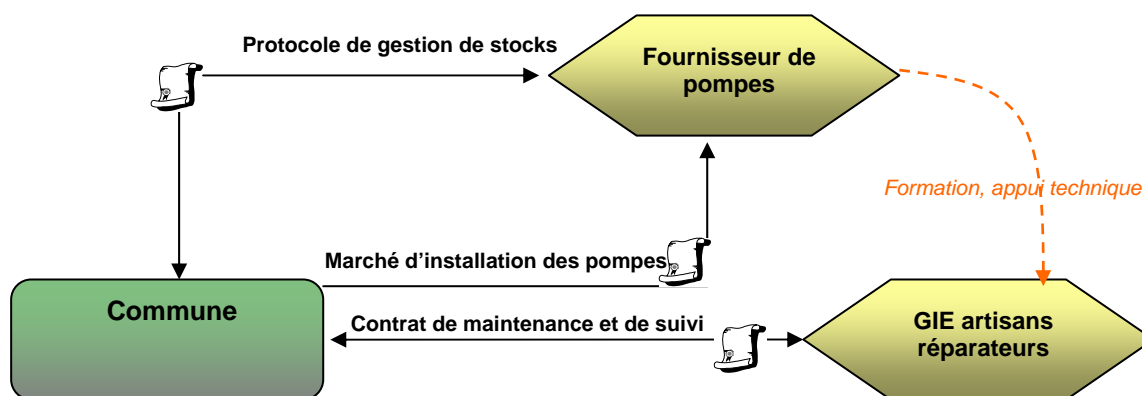 Protocole de gestion de stocks
Fournisseur de
pompes
Formation, appui technique
Marché d'installation des pompes
Commune
Contrat de maintenance et de suivi
GIE artisans
réparateurs